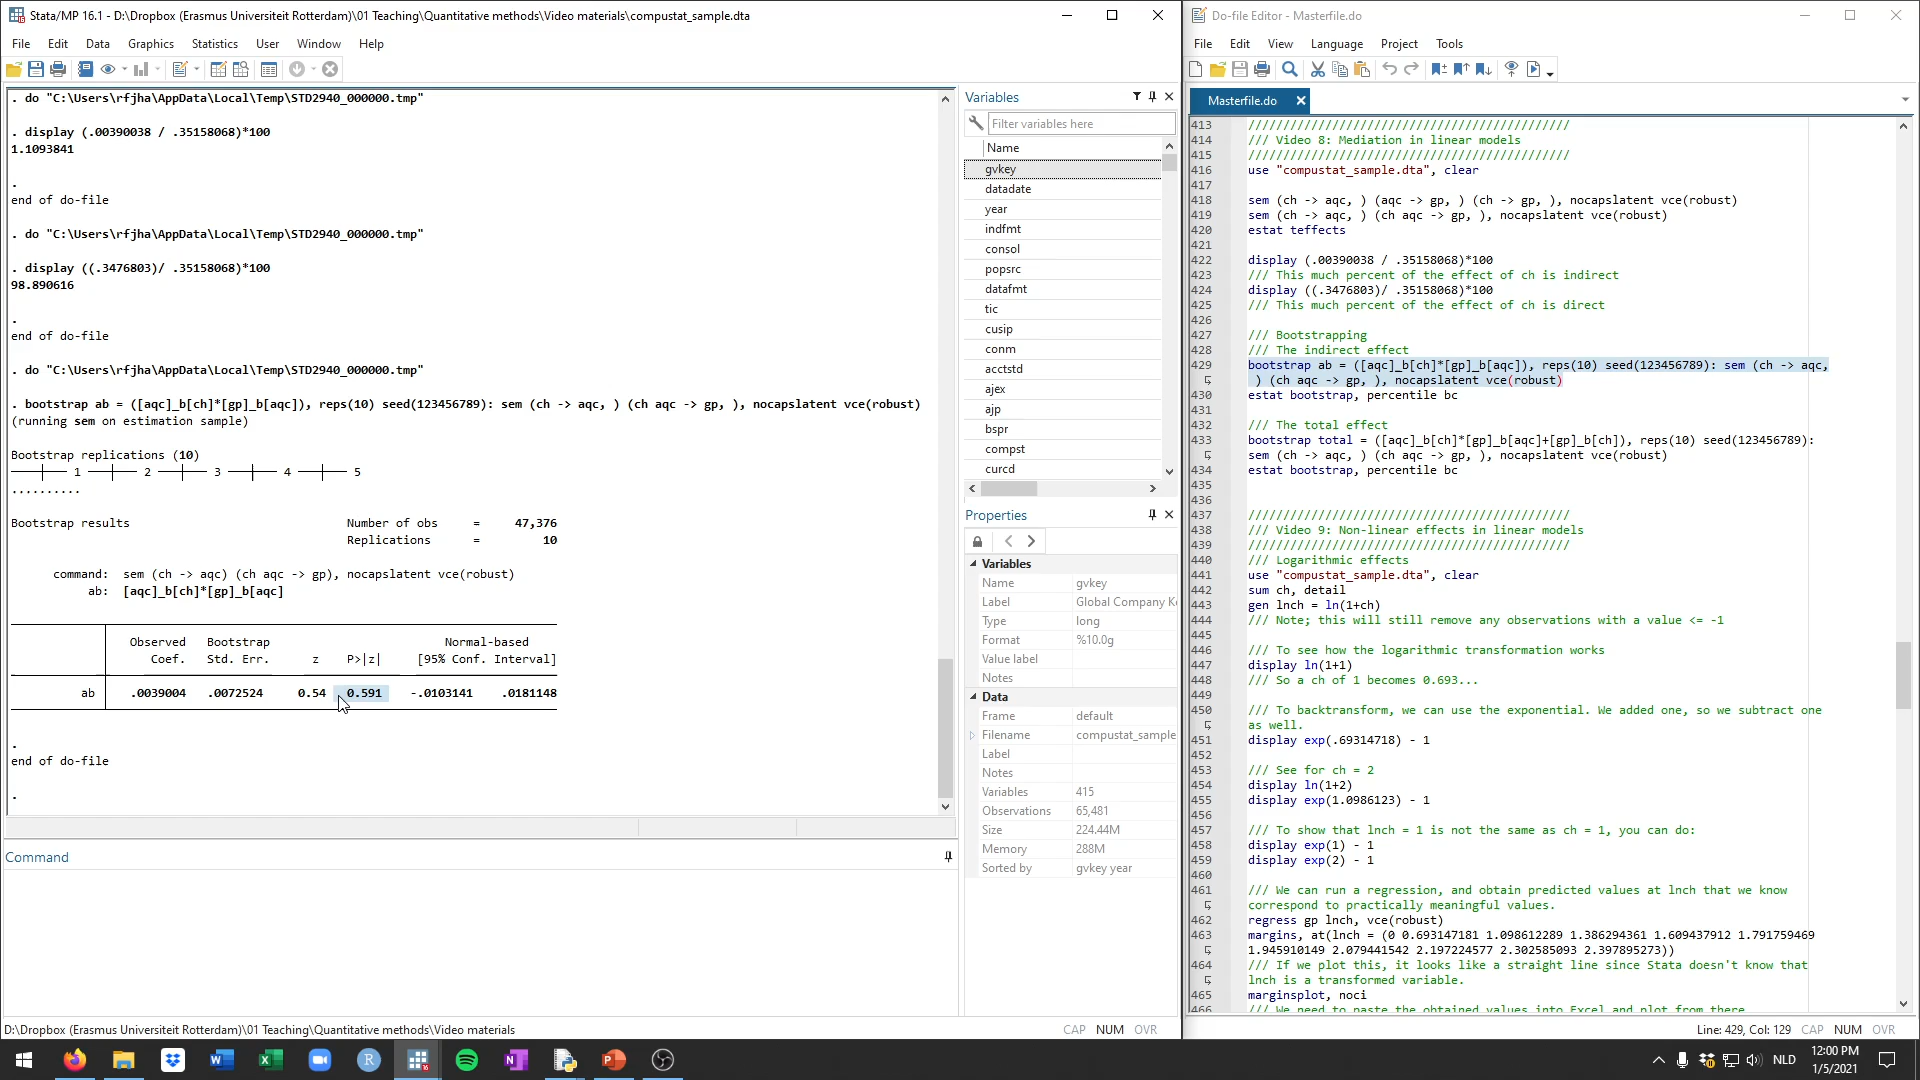 Stata/MP 16.1 - D:\Dropbox (Erasmus Universiteit Rotterdam)\01 Teaching\Quantitative methods\Video materials\compustat_sample.dta
File Edit Data Graphics Statistics User Window Help
. do "C:\Users\rfjha\AppData\Local\Temp\STD2940_000000.tmp"
. display (.00390038 / .35158068)*100
1.1093841
.
end of do-file
. do "C:\Users\rfjha\AppData\Local\Temp\STD2940_000000.tmp"
. display ((.3476803)/ .35158068)*100
98.890616
.
end of do-file
. do "C:\Users\rfjha\AppData\Local\Temp\STD2940_000000.tmp"
. bootstrap ab = ([aqc]_b[ch]*[gp]_b[aqc]), reps(10) seed(123456789): sem (ch -> aqc, ) (ch aqc -> gp, ), nocapslatent vce(robust)
(running sem on estimation sample)
Bootstrap replications (10)
1 2 3 4 5
..........
Bootstrap results Number of obs = 47,376
Replications = 10
command: sem (ch -> aqc) (ch aqc -> gp), nocapslatent vce(robust)
ab: [aqc]_b[ch]*[gp]_b[aqc]
Observed Bootstrap Normal-based
Coef. Std. Err. z P>|z| [95% Conf. Interval]
ab .0039004 .0072524 0.54 0.591 -.0103141 .0181148
.
end of do-file
.
Command
D:\Dropbox (Erasmus Universiteit Rotterdam)\01 Teaching\Quantitative methods\Video materials
CAP NUM OVR
Variables
Filter variables here
Name
gvkey
datadate
year
indfmt
consol
popsrc
datafmt
tic
cusip
conm
acctstd
ajex
ajp
bspr
compst
curcd
Properties
Variables
Name gvkey
Label Global Company K
Type long
Format %10.0g
Value label
Notes
Data
Frame default
Filename compustat_sample
Label
Notes
Variables 415
Observations 65,481
Size 224.44M
Memory 288M
Sorted by gvkey year
Do-file Editor - Masterfile.do
File Edit View Language Project Tools
Masterfile.do
413 //////////////////////////////////////////////
414 /// Video 8: Mediation in linear models
415 //////////////////////////////////////////////
416 use "compustat_sample.dta", clear
417
418 sem (ch -> aqc, ) (aqc -> gp, ) (ch -> gp, ), nocapslatent vce(robust)
419 sem (ch -> aqc, ) (ch aqc -> gp, ), nocapslatent vce(robust)
420 estat teffects
421
422 display (.00390038 / .35158068)*100
423 /// This much percent of the effect of ch is indirect
424 display ((.3476803)/ .35158068)*100
425 /// This much percent of the effect of ch is direct
426
427 /// Bootstrapping
428 /// The indirect effect
429 bootstrap ab = ([aqc]_b[ch]*[gp]_b[aqc]), reps(10) seed(123456789): sem (ch -> aqc,
) (ch aqc -> gp, ), nocapslatent vce(robust)
430 estat bootstrap, percentile bc
431
432 /// The total effect
433 bootstrap total = ([aqc]_b[ch]*[gp]_b[aqc]+[gp]_b[ch]), reps(10) seed(123456789):
sem (ch -> aqc, ) (ch aqc -> gp, ), nocapslatent vce(robust)
434 estat bootstrap, percentile bc
435
436
437 //////////////////////////////////////////////
438 /// Video 9: Non-linear effects in linear models
439 //////////////////////////////////////////////
440 /// Logarithmic effects
441 use "compustat_sample.dta", clear
442 sum ch, detail
443 gen lnch = ln(1+ch)
444 /// Note; this will still remove any observations with a value <= -1
445
446 /// To see how the logarithmic transformation works
447 display ln(1+1)
448 /// So a ch of 1 becomes 0.693...
449
450 /// To backtransform, we can use the exponential. We added one, so we subtract one
as well.
451 display exp(.69314718) - 1
452
453 /// See for ch = 2
454 display ln(1+2)
455 display exp(1.0986123) - 1
456
457 /// To show that lnch = 1 is not the same as ch = 1, you can do:
458 display exp(1) - 1
459 display exp(2) - 1
460
461 /// We can run a regression, and obtain predicted values at lnch that we know
correspond to practically meaningful values.
462 regress gp lnch, vce(robust)
463 margins, at(lnch = (0 0.693147181 1.098612289 1.386294361 1.609437912 1.791759469
1.945910149 2.079441542 2.197224577 2.302585093 2.397895273))
464 /// If we plot this, it looks like a straight line since Stata doesn't know that
lnch is a transformed variable.
465 marginsplot, noci
466 /// We need to paste the obtained values into Excel and plot from there
Line: 429, Col: 129 CAP NUM OVR
NLD
12:00 PM
1/5/2021